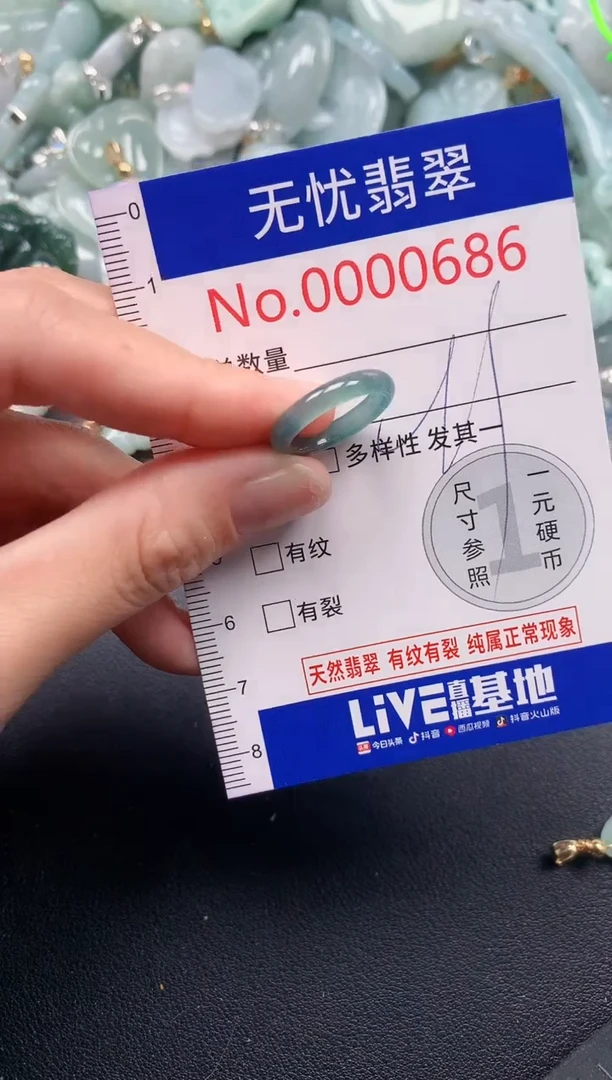 0
无忧翡翠
1
No.0000686
数量
多样性 发其一
尺寸参照
1
一元硬币
有纹
6
有裂
天然翡翠 有纹有裂 纯属正常现象
7
LiVE直播基地
8
今日头条 抖音 西瓜视频 抖音火山版